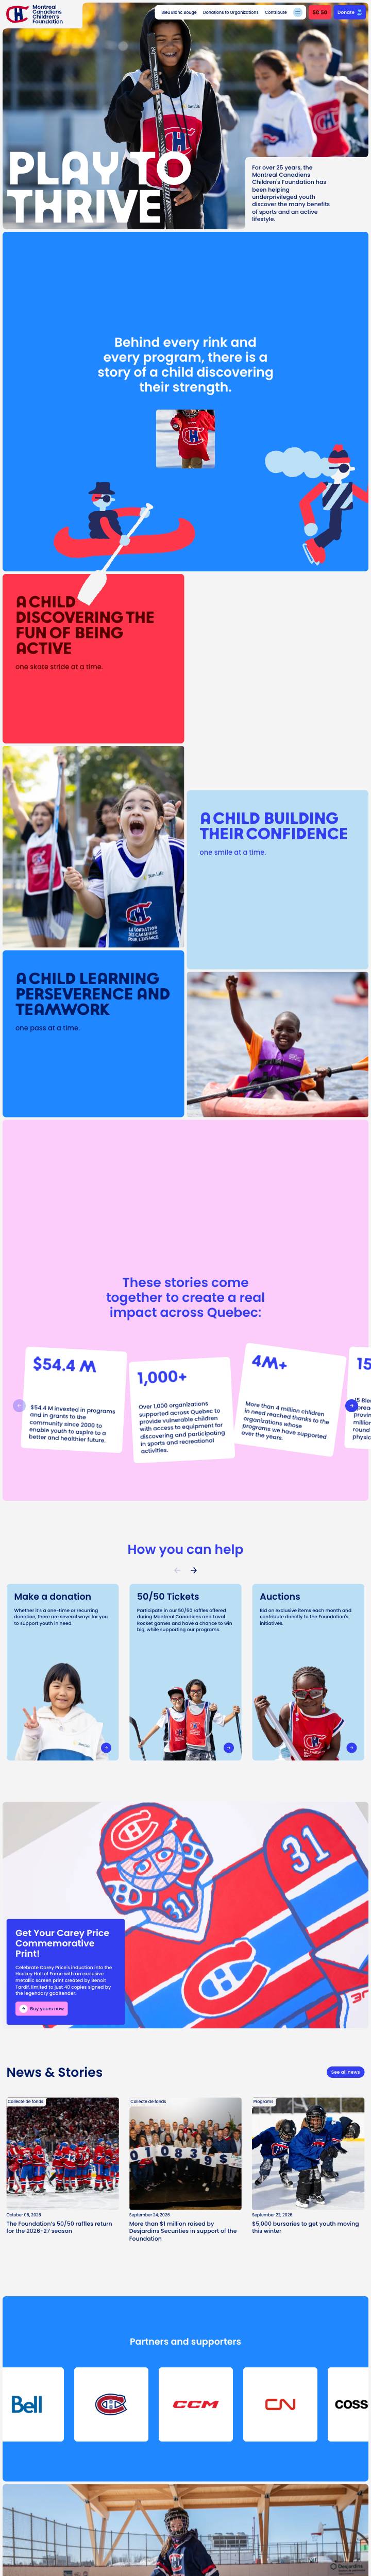 Montreal
Canadiens
Children's
Foundation
Bleu Blanc Rouge
Donations to Organizations
Contribute
50 50
Donate
PLAY TO
THRIVE
For over 25 years, the
Montreal Canadiens
Children's Foundation has
been helping
underprivileged youth
discover the many benefits
of sports and an active
lifestyle.
Behind every rink and
every program, there is a
story of a child discovering
their strength.
A CHILD
DISCOVERING THE
FUN OF BEING
ACTIVE
one skate stride at a time.
A CHILD BUILDING
THEIR CONFIDENCE
one smile at a time.
LA FONDATION
DES CANADIENS
POUR L'ENFANCE
A CHILD LEARNING
PERSEVERANCE AND
TEAMWORK
one pass at a time.
These stories come
together to create a real
impact across Quebec:
$54.4 M
$54.4 M invested in programs
and in grants to the
community since 2000 to
enable youth to aspire to a
better and healthier future.
1,000+
Over 1,000 organizations
supported across Quebec to
provide vulnerable children
with access to equipment for
discovering and participating
in sports and recreational
activities.
4M+
More than 4 million children
in need reached thanks to the
organizations whose
programs we have supported
over the years.
15
How you can help
Make a donation
Whether it's a one-time or recurring
donation, there are several ways for you
to support youth in need.
50/50 Tickets
Participate in our 50/50 raffles offered
during Montreal Canadiens and Laval
Rocket games and have a chance to win
big, while supporting our programs.
Auctions
Bid on exclusive items each month and
contribute directly to the Foundation's
initiatives.
31
31
Get Your Carey Price
Commemorative
Print!
Celebrate Carey Price's induction into the
Hockey Hall of Fame with an exclusive
metallic screen print created by Benoit
Tardif, limited to just 40 copies signed by
the legendary goaltender.
Buy yours now
News & Stories
See all news
Collecte de fonds
October 06, 2026
The Foundation's 50/50 raffles return
for the 2026-27 season
Collecte de fonds
September 24, 2026
More than $1 million raised by
Desjardins Securities in support of the
Foundation
Programs
September 22, 2026
$5,000 bursaries to get youth moving
this winter
Partners and supporters
Bell
CCM
CN
COSS
Desjardins